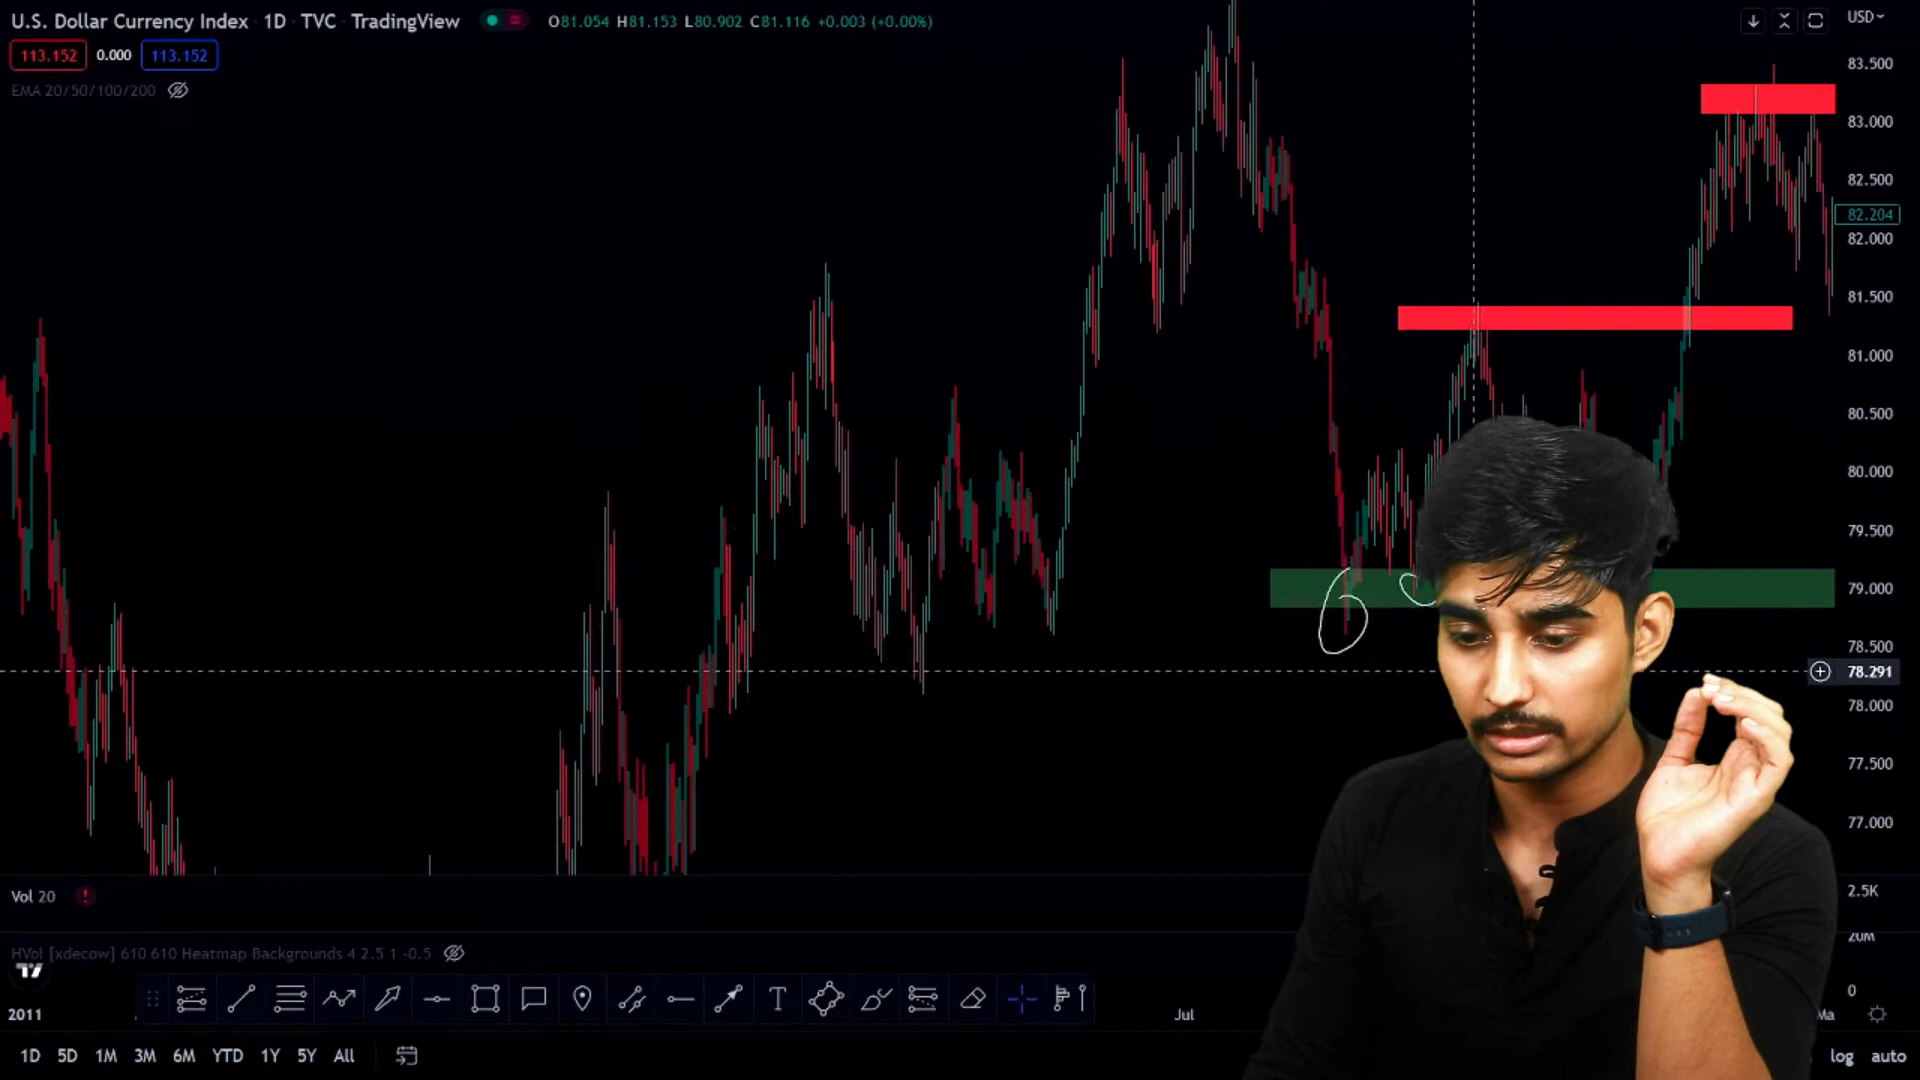 U.S. Dollar Currency Index · 1D · TVC · TradingView O81.054 H81.153 L80.902 C81.116 +0.003 (+0.00%)
USD
113.152 0.000 113.152
EMA 20/50/100/200
83.500
83.000
82.500
82.204
82.000
81.500
81.000
80.500
80.000
79.500
79.000
78.500
78.291
78.000
77.500
77.000
Vol 20
2.5K
20M
HVol [xdecow] 610 610 Heatmap Backgrounds 4 2.5 1 -0.5
0
2011 Jul Ma
1D 5D 1M 3M 6M YTD 1Y 5Y All log auto